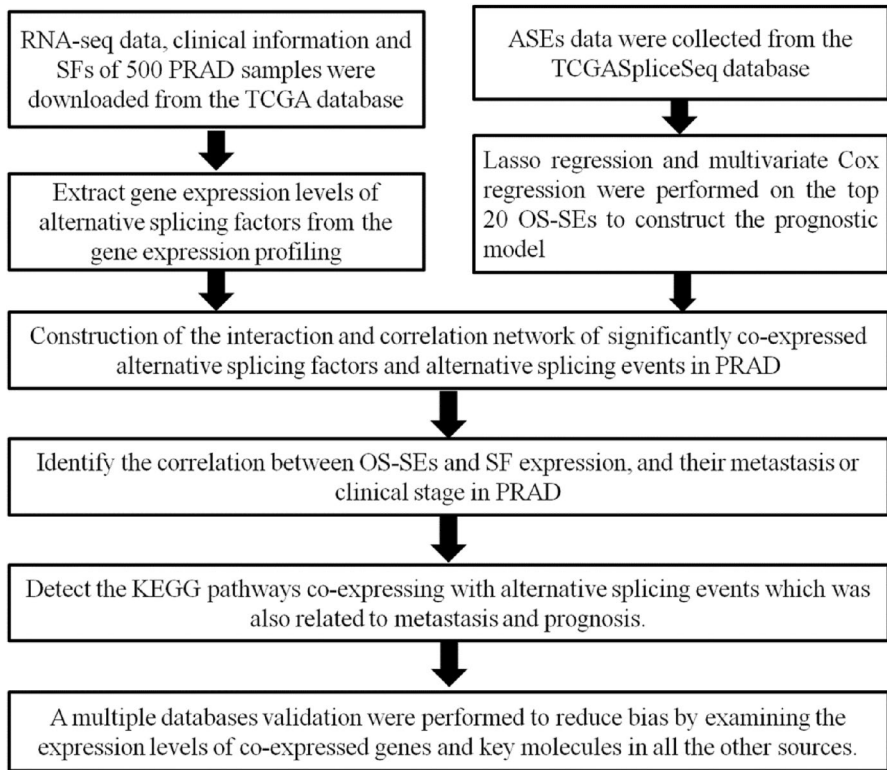 RNA-seq data, clinical information and
SFs of 500 PRAD samples were
downloaded from the TCGA database
ASEs data were collected from the
TCGASpliceSeq database
Extract gene expression levels of
alternative splicing factors from the
gene expression profiling
Lasso regression and multivariate Cox
regression were performed on the top
20 OS-SEs to construct the prognostic
model
Construction of the interaction and correlation network of significantly co-expressed
alternative splicing factors and alternative splicing events in PRAD
Identify the correlation between OS-SEs and SF expression, and their metastasis or
clinical stage in PRAD
Detect the KEGG pathways co-expressing with alternative splicing events which was
also related to metastasis and prognosis.
A multiple databases validation were performed to reduce bias by examining the
expression levels of co-expressed genes and key molecules in all the other sources.